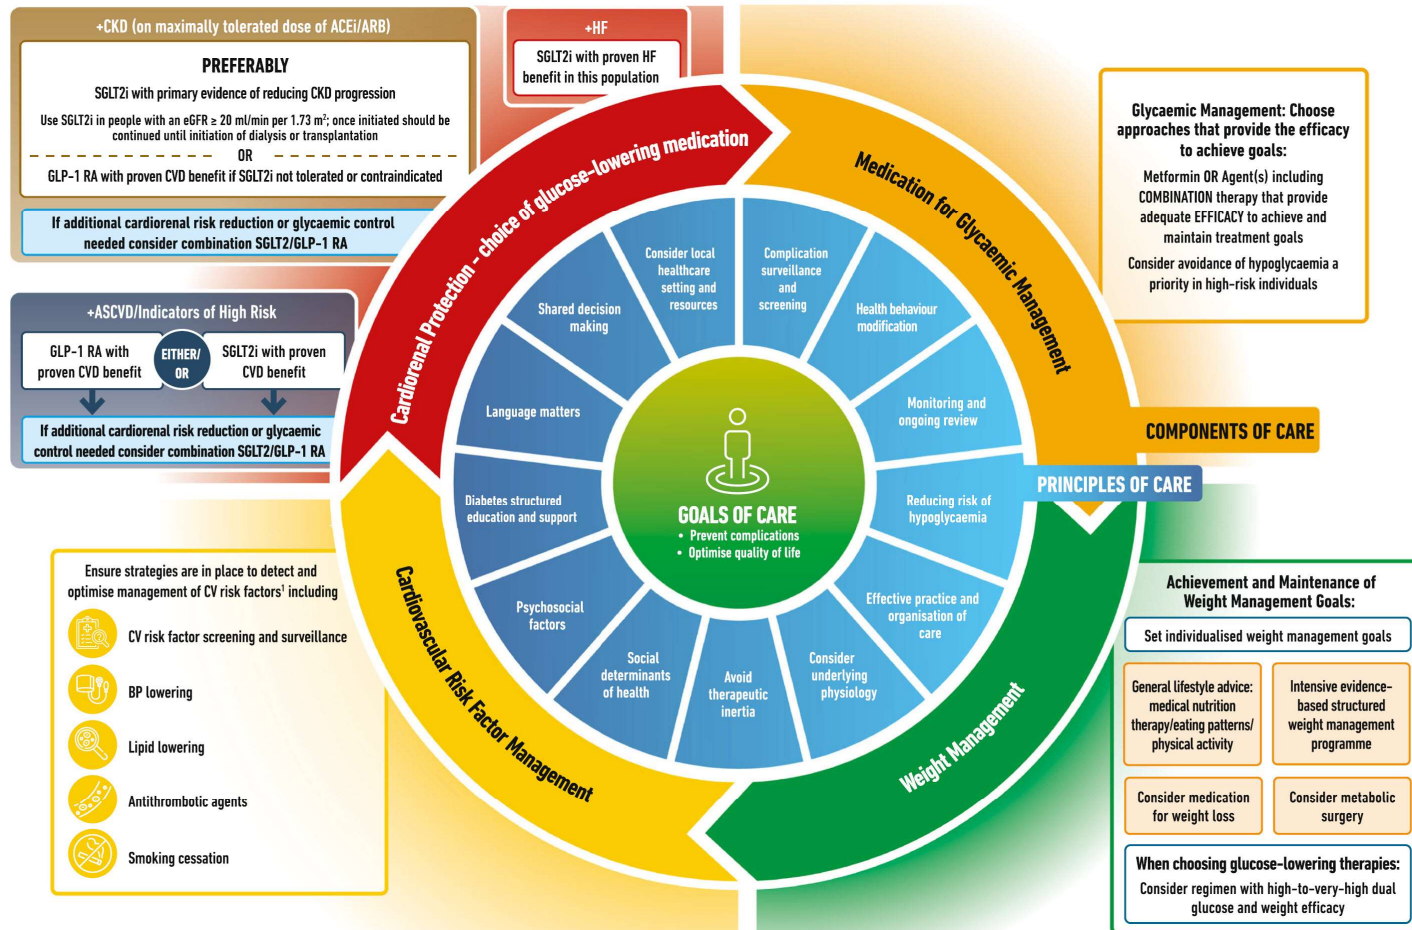 +CKD (on maximally tolerated dose of ACEi/ARB)
PREFERABLY
SGLT2i with primary evidence of reducing CKD progression
Use SGLT2i in people with an eGFR ≥ 20 ml/min per 1.73 m²; once initiated should be
continued until initiation of dialysis or transplantation
OR
GLP-1 RA with proven CVD benefit if SGLT2i not tolerated or contraindicated
If additional cardiorenal risk reduction or glycaemic control
needed consider combination SGLT2/GLP-1 RA
+HF
SGLT2i with proven HF
benefit in this population
+ASCVD/Indicators of High Risk
GLP-1 RA with
proven CVD benefit
EITHER/
OR
SGLT2i with proven
CVD benefit
If additional cardiorenal risk reduction or glycaemic
control needed consider combination SGLT2/GLP-1 RA
Ensure strategies are in place to detect and
optimise management of CV risk factors¹ including
CV risk factor screening and surveillance
BP lowering
Lipid lowering
Antithrombotic agents
Smoking cessation
Cardiorenal Protection - choice of glucose-lowering medication
Medication for Glycaemic Management
Weight Management
Cardiovascular Risk Factor Management
Consider local
healthcare
setting and
resources
Complication
surveillance
and
screening
Health behaviour
modification
Monitoring and
ongoing review
Reducing risk of
hypoglycaemia
Effective practice and
organisation of
care
Consider
underlying
physiology
Avoid
therapeutic
inertia
Social
determinants
of health
Psychosocial
factors
Diabetes structured
education and support
Language matters
Shared decision
making
GOALS OF CARE
• Prevent complications
• Optimise quality of life
COMPONENTS OF CARE
PRINCIPLES OF CARE
Glycaemic Management: Choose
approaches that provide the efficacy
to achieve goals:
Metformin OR Agent(s) including
COMBINATION therapy that provide
adequate EFFICACY to achieve and
maintain treatment goals
Consider avoidance of hypoglycaemia a
priority in high-risk individuals
Achievement and Maintenance of
Weight Management Goals:
Set individualised weight management goals
General lifestyle advice:
medical nutrition
therapy/eating patterns/
physical activity
Intensive evidence-
based structured
weight management
programme
Consider medication
for weight loss
Consider metabolic
surgery
When choosing glucose-lowering therapies:
Consider regimen with high-to-very-high dual
glucose and weight efficacy